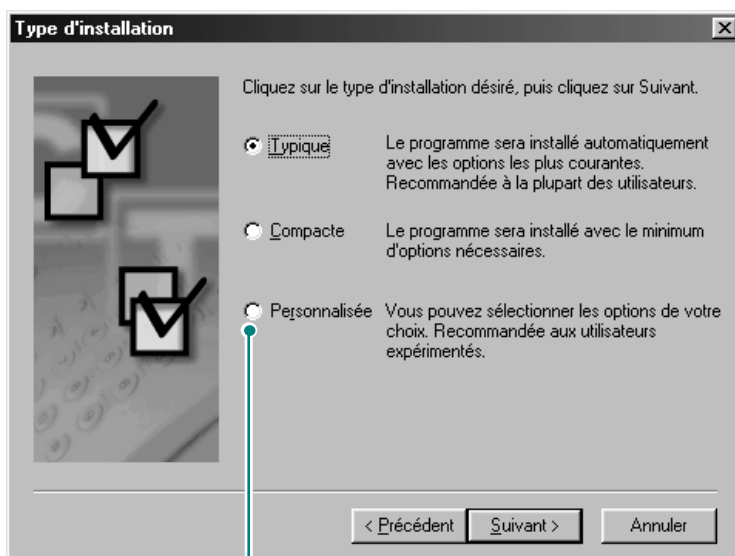 Type d'installation
Cliquez sur le type d'installation désiré, puis cliquez sur Suivant.
Typique
Le programme sera installé automatiquement
avec les options les plus courantes.
Recommandée à la plupart des utilisateurs.
Compacte
Le programme sera installé avec le minimum
d'options nécessaires.
Personnalisée
Vous pouvez sélectionner les options de votre
choix. Recommandée aux utilisateurs
expérimentés.
< Précédent
Suivant >
Annuler